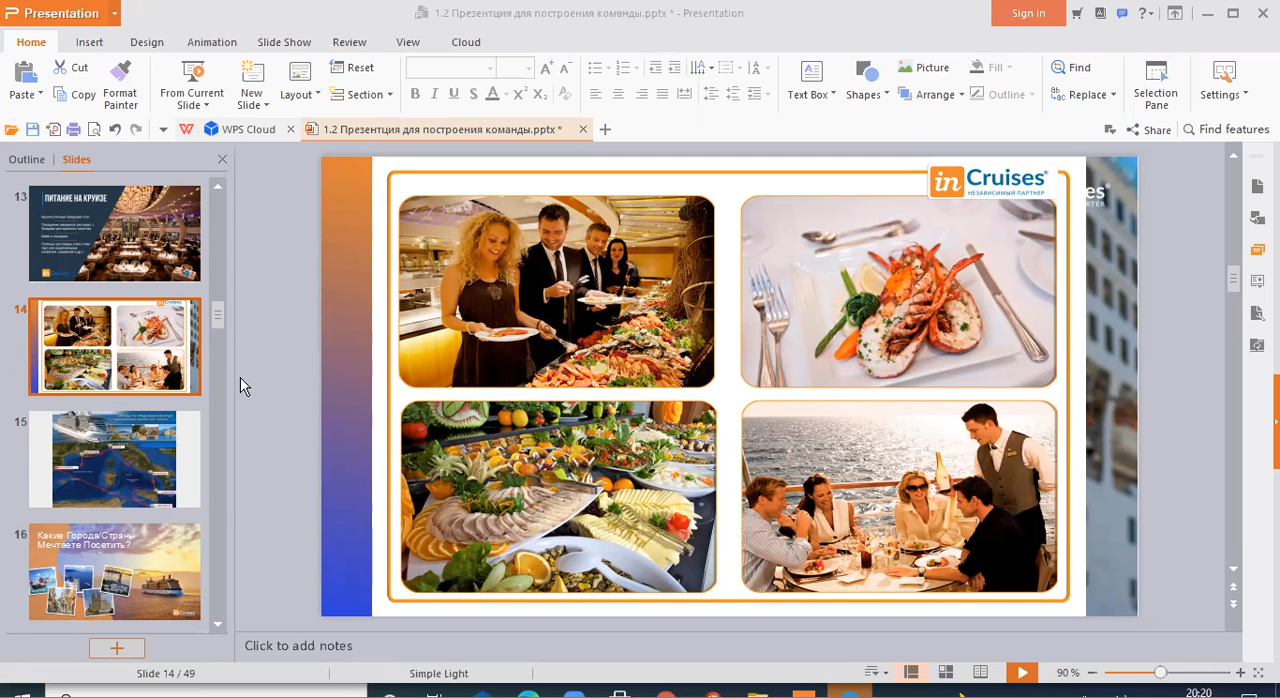 Presentation
1.2 Презентция для построения команды.pptx * - Presentation
Sign in
Home Insert Design Animation Slide Show Review View Cloud
Paste Cut Copy Format Painter From Current Slide New Slide Layout Reset Section
Text Box Shapes Picture Arrange Fill Outline Find Replace Selection Pane Settings
WPS Cloud 1.2 Презентция для построения команды.pptx * Share Find features
Outline Slides
13
ПИТАНИЕ НА КРУИЗЕ
14
15
16
Какие Города/Страны
Мечтаете Посетить?
in Cruises®
НЕЗАВИСИМЫЙ ПАРТНЕР
Click to add notes
Slide 14 / 49 Simple Light 90 %
20:20